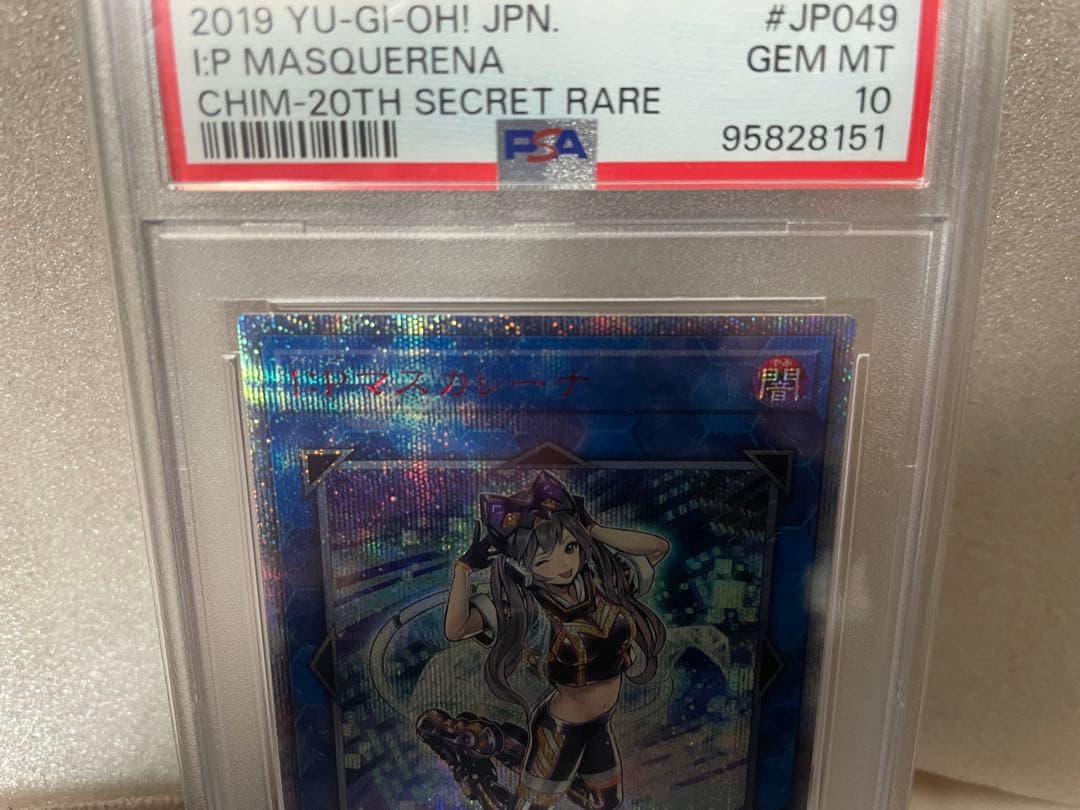 2019 YU-GI-OH! JPN. #JP049
I:P MASQUERENA GEM MT
CHIM-20TH SECRET RARE 10
PSA 95828151
I:Pマスカレーナ
闇